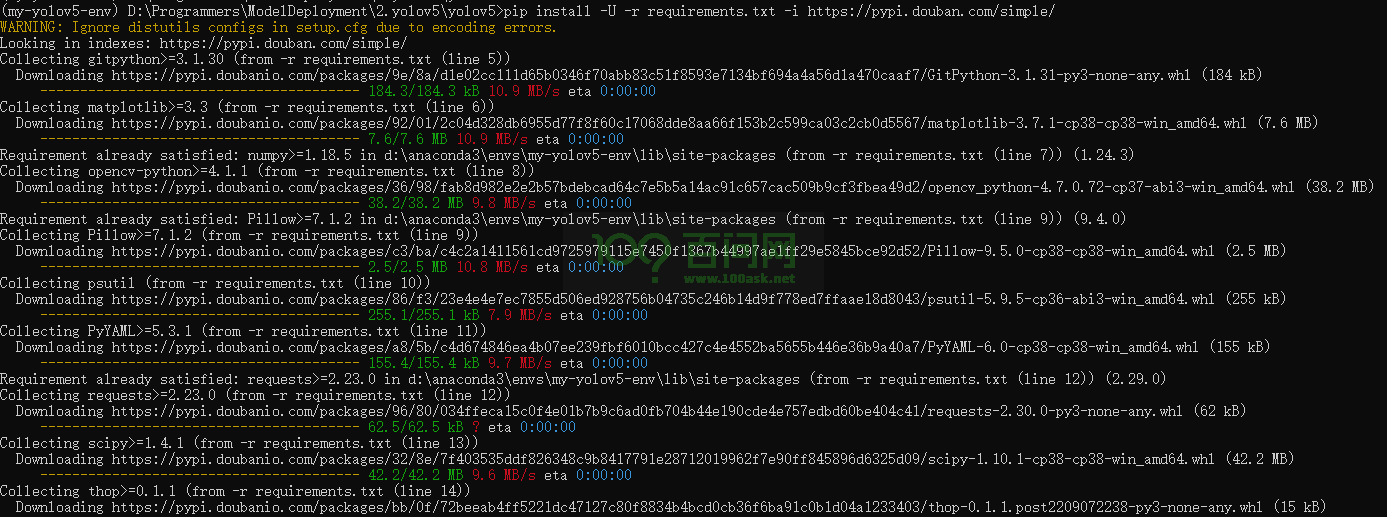 (my-yolov5-env) D:\Programmers\ModelDeployment\2.yolov5\yolov5>pip install -U -r requirements.txt -i https://pypi.douban.com/simple/
WARNING: Ignore distutils configs in setup.cfg due to encoding errors.
Looking in indexes: https://pypi.douban.com/simple/
Collecting gitpython>=3.1.30 (from -r requirements.txt (line 5))
Downloading https://pypi.doubanio.com/packages/9e/8a/d1e02cc111d65b0346f70abb83c51f8593e7134bf694a4a56d1a470caaf7/GitPython-3.1.31-py3-none-any.whl (184 kB)
---------------------------------------- 184.3/184.3 kB 10.9 MB/s eta 0:00:00
Collecting matplotlib>=3.3 (from -r requirements.txt (line 6))
Downloading https://pypi.doubanio.com/packages/92/01/2c04d328db6955d77f8f60c17068dde8aa66f153b2c599ca03c2cb0d5567/matplotlib-3.7.1-cp38-cp38-win_amd64.whl (7.6 MB)
---------------------------------------- 7.6/7.6 MB 10.9 MB/s eta 0:00:00
Requirement already satisfied: numpy>=1.18.5 in d:\anaconda3\envs\my-yolov5-env\lib\site-packages (from -r requirements.txt (line 7)) (1.24.3)
Collecting opencv-python>=4.1.1 (from -r requirements.txt (line 8))
Downloading https://pypi.doubanio.com/packages/36/98/fab8d982e2e2b57bdebcad64c7e5b5a14ac91c657cac509b9cf3fbea49d2/opencv_python-4.7.0.72-cp37-abi3-win_amd64.whl (38.2 MB)
---------------------------------------- 38.2/38.2 MB 9.8 MB/s eta 0:00:00
Requirement already satisfied: Pillow>=7.1.2 in d:\anaconda3\envs\my-yolov5-env\lib\site-packages (from -r requirements.txt (line 9)) (9.4.0)
Collecting Pillow>=7.1.2 (from -r requirements.txt (line 9))
Downloading https://pypi.doubanio.com/packages/c3/ba/c4c2a1411561cd9725979115e7450f1367b44997ae1ff29e5845bce92d52/Pillow-9.5.0-cp38-cp38-win_amd64.whl (2.5 MB)
---------------------------------------- 2.5/2.5 MB 10.8 MB/s eta 0:00:00
百问网
www.100ask.net
Collecting psutil (from -r requirements.txt (line 10))
Downloading https://pypi.doubanio.com/packages/86/f3/23e4e4e7ec7855d506ed928756b04735c246b14d9f778ed7ffaae18d8043/psutil-5.9.5-cp36-abi3-win_amd64.whl (255 kB)
---------------------------------------- 255.1/255.1 kB 7.9 MB/s eta 0:00:00
Collecting PyYAML>=5.3.1 (from -r requirements.txt (line 11))
Downloading https://pypi.doubanio.com/packages/a8/5b/c4d674846ea4b07ee239fbf6010bcc427c4e4552ba5655b446e36b9a40a7/PyYAML-6.0-cp38-cp38-win_amd64.whl (155 kB)
---------------------------------------- 155.4/155.4 kB 9.7 MB/s eta 0:00:00
Requirement already satisfied: requests>=2.23.0 in d:\anaconda3\envs\my-yolov5-env\lib\site-packages (from -r requirements.txt (line 12)) (2.29.0)
Collecting requests>=2.23.0 (from -r requirements.txt (line 12))
Downloading https://pypi.doubanio.com/packages/96/80/034ffeca15c0f4e01b7b9c6ad0fb704b44e190cde4e757edbd60be404c41/requests-2.30.0-py3-none-any.whl (62 kB)
---------------------------------------- 62.5/62.5 kB ? eta 0:00:00
Collecting scipy>=1.4.1 (from -r requirements.txt (line 13))
Downloading https://pypi.doubanio.com/packages/32/8e/7f403535ddf826348c9b8417791e28712019962f7e90ff845896d6325d09/scipy-1.10.1-cp38-cp38-win_amd64.whl (42.2 MB)
---------------------------------------- 42.2/42.2 MB 9.6 MB/s eta 0:00:00
Collecting thop>=0.1.1 (from -r requirements.txt (line 14))
Downloading https://pypi.doubanio.com/packages/bb/0f/72beeab4ff5221dc47127c80f8834b4bcd0cb36f6ba91c0b1d04a1233403/thop-0.1.1.post2209072238-py3-none-any.whl (15 kB)